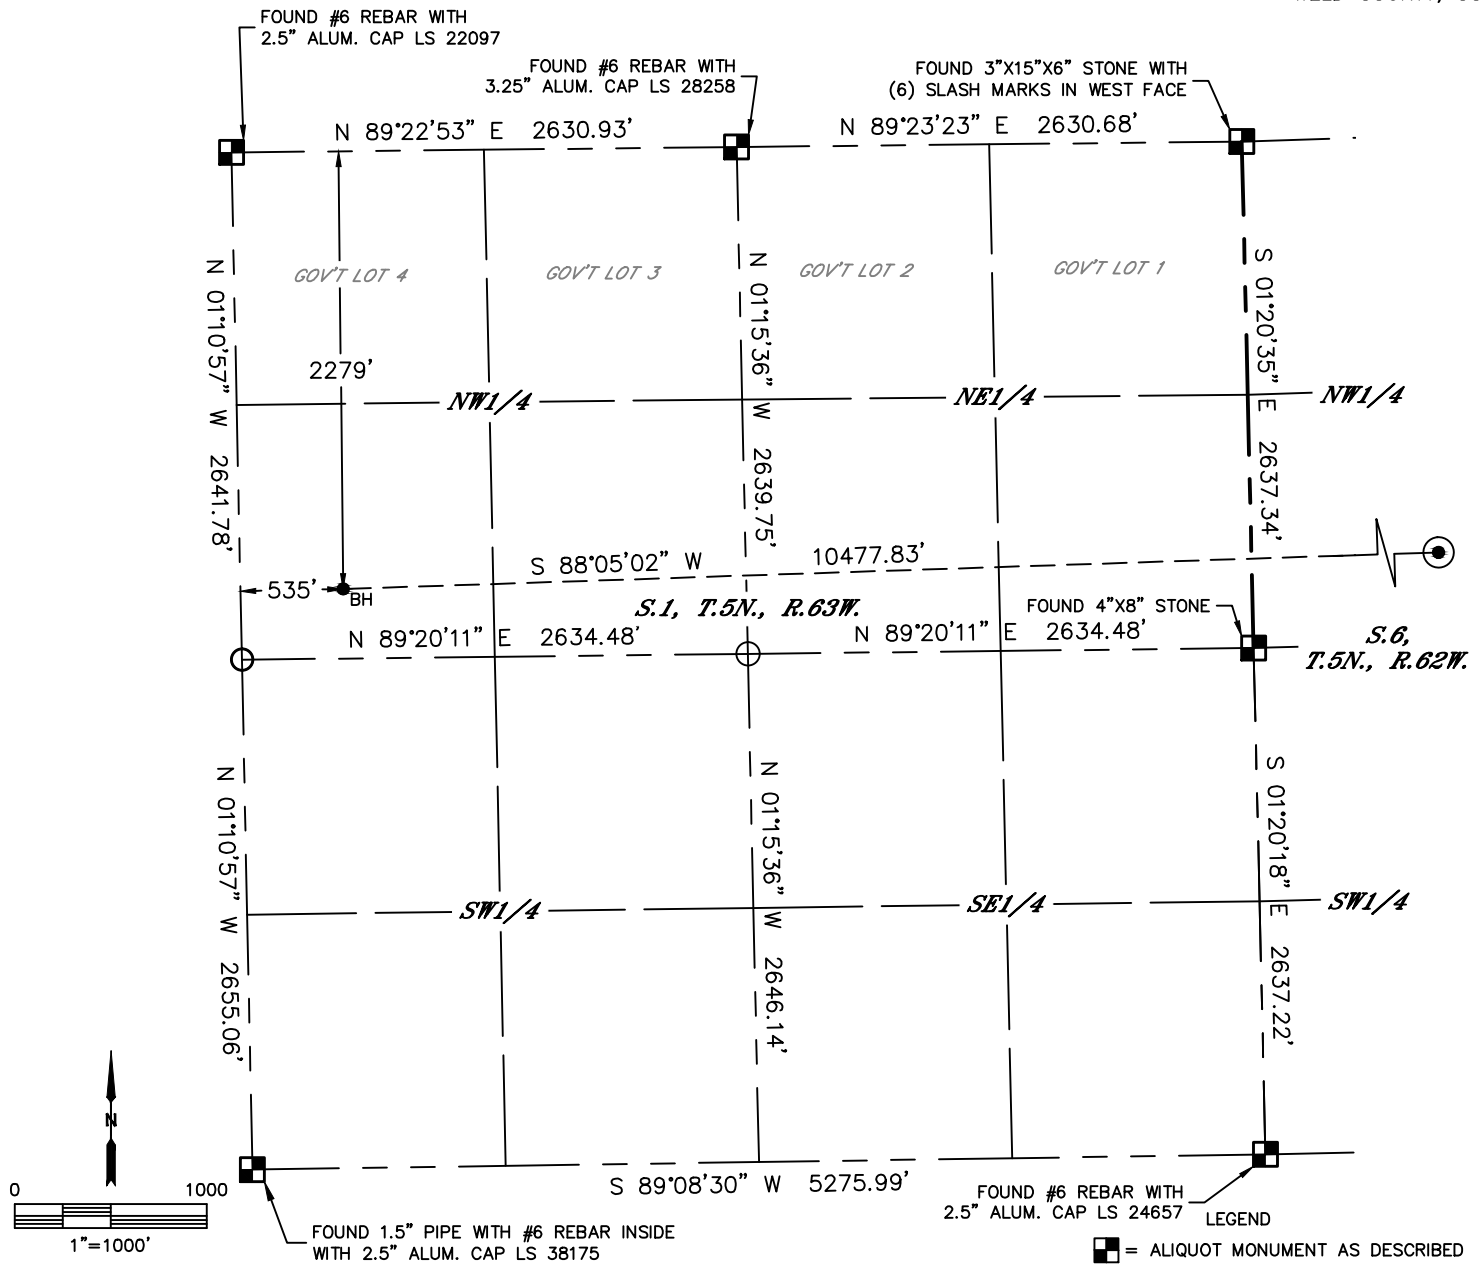 FOUND #6 REBAR WITH
2.5" ALUM. CAP LS 22097
FOUND #6 REBAR WITH
3.25" ALUM. CAP LS 28258
FOUND 3"X15"X6" STONE WITH
(6) SLASH MARKS IN WEST FACE
N 89°22'53" E 2630.93'
N 89°23'23" E 2630.68'
GOV'T LOT 4
GOV'T LOT 3
GOV'T LOT 2
GOV'T LOT 1
N 01°10'57" W 2641.78'
N 01°15'36" W 2639.75'
S 01°20'35" E 2637.34'
2279'
NW1/4
NE1/4
NW1/4
S 88°05'02" W 10477.83'
535'
BH
S.1, T.5N., R.63W.
FOUND 4"X8" STONE
N 89°20'11" E 2634.48'
N 89°20'11" E 2634.48'
S.6,
T.5N., R.62W.
N 01°10'57" W 2655.06'
N 01°15'36" W 2646.14'
S 01°20'18" E 2637.22'
SW1/4
SE1/4
SW1/4
N
S 89°08'30" W 5275.99'
0 1000
1"=1000'
FOUND 1.5" PIPE WITH #6 REBAR INSIDE
WITH 2.5" ALUM. CAP LS 38175
FOUND #6 REBAR WITH
2.5" ALUM. CAP LS 24657
LEGEND
= ALIQUOT MONUMENT AS DESCRIBED